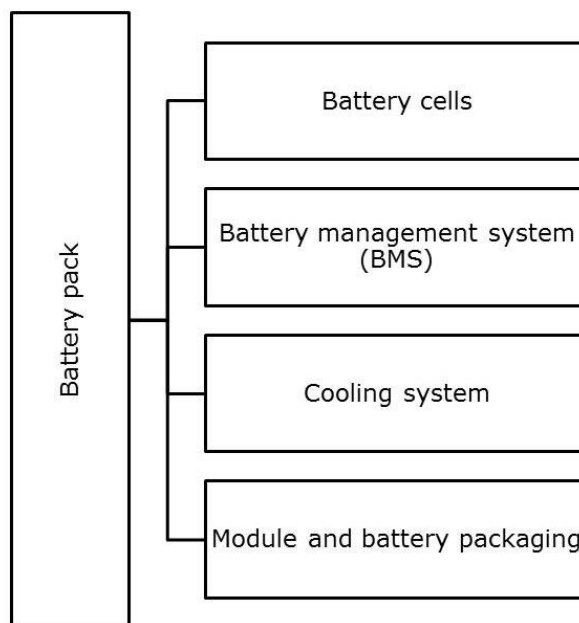 Battery pack
Battery cells
Battery management system
(BMS)
Cooling system
Module and battery packaging